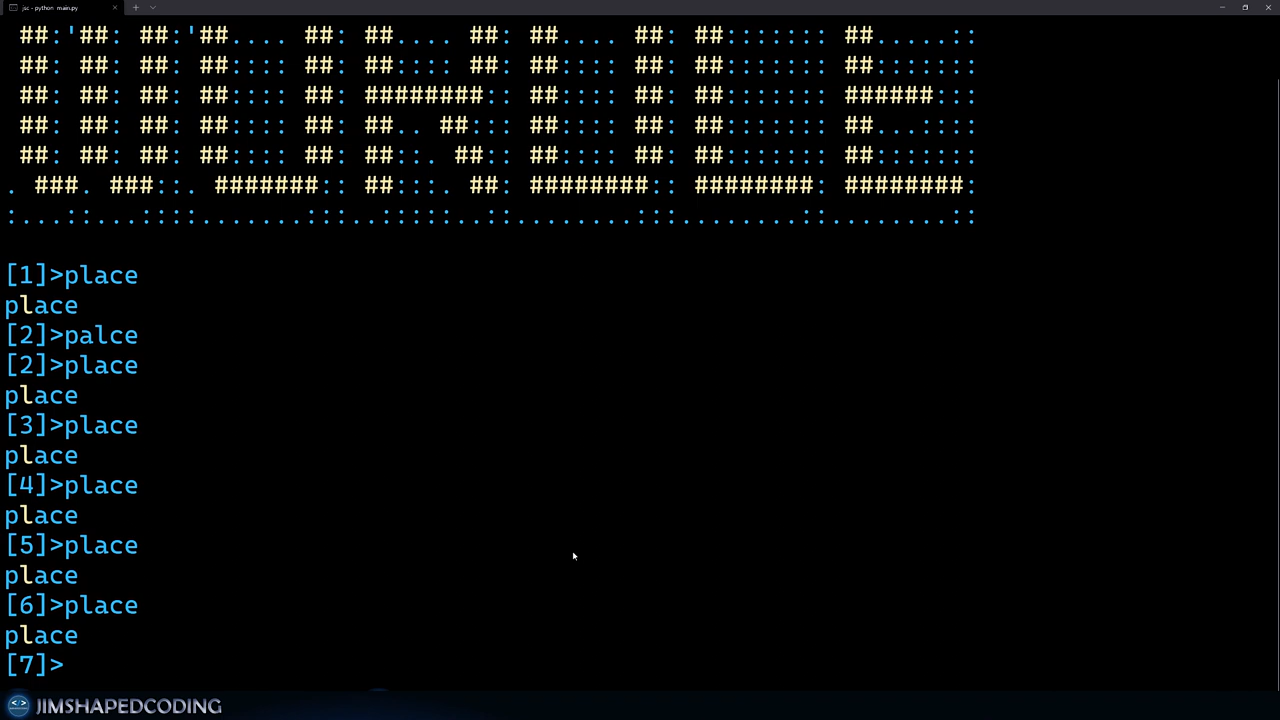 jsc - python main.py
 ##:'##: ##:'##.... ##: ##.... ##: ##.... ##: ##::::::: ##.....::
 ##: ##: ##: ##:::: ##: ##:::: ##: ##:::: ##: ##::::::: ##:::::::
 ##: ##: ##: ##:::: ##: ########:: ##:::: ##: ##::::::: ######:::
 ##: ##: ##: ##:::: ##: ##.. ##::: ##:::: ##: ##::::::: ##...::::
 ##: ##: ##: ##:::: ##: ##::. ##:: ##:::: ##: ##::::::: ##:::::::
. ###. ###::. #######:: ##:::. ##: ########:: ########: ########:
:...::...::::.......:::..:::::..::........:::........::........::
[1]>place
place
[2]>palce
[2]>place
place
[3]>place
place
[4]>place
place
[5]>place
place
[6]>place
place
[7]>
JIMSHAPEDCODING